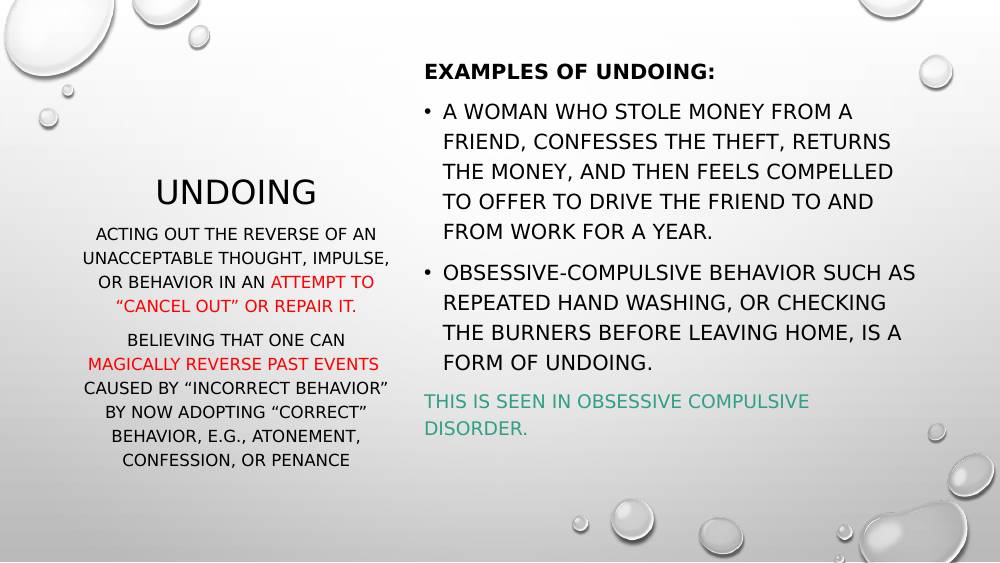 UNDOING
ACTING OUT THE REVERSE OF AN
UNACCEPTABLE THOUGHT, IMPULSE,
OR BEHAVIOR IN AN ATTEMPT TO
“CANCEL OUT” OR REPAIR IT.
BELIEVING THAT ONE CAN
MAGICALLY REVERSE PAST EVENTS
CAUSED BY “INCORRECT BEHAVIOR”
BY NOW ADOPTING “CORRECT”
BEHAVIOR, E.G., ATONEMENT,
CONFESSION, OR PENANCE
EXAMPLES OF UNDOING:
• A WOMAN WHO STOLE MONEY FROM A
FRIEND, CONFESSES THE THEFT, RETURNS
THE MONEY, AND THEN FEELS COMPELLED
TO OFFER TO DRIVE THE FRIEND TO AND
FROM WORK FOR A YEAR.
• OBSESSIVE-COMPULSIVE BEHAVIOR SUCH AS
REPEATED HAND WASHING, OR CHECKING
THE BURNERS BEFORE LEAVING HOME, IS A
FORM OF UNDOING.
THIS IS SEEN IN OBSESSIVE COMPULSIVE
DISORDER.